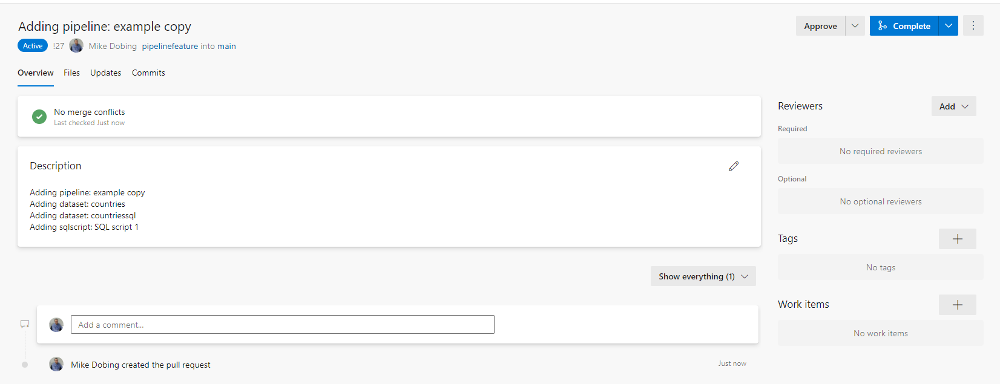 Adding pipeline: example copy
Approve
Complete
Active !27 Mike Dobing pipelinefeature into main
Overview Files Updates Commits
No merge conflicts
Last checked Just now
Description
Adding pipeline: example copy
Adding dataset: countries
Adding dataset: countriessql
Adding sqlscript: SQL script 1
Show everything (1)
Add a comment...
Mike Dobing created the pull request
Just now
Reviewers
Add
Required
No required reviewers
Optional
No optional reviewers
Tags
No tags
Work items
No work items